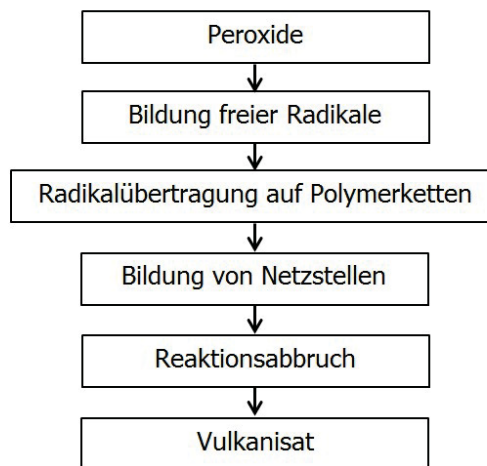 Peroxide
Bildung freier Radikale
Radikalübertragung auf Polymerketten
Bildung von Netzstellen
Reaktionsabbruch
Vulkanisat